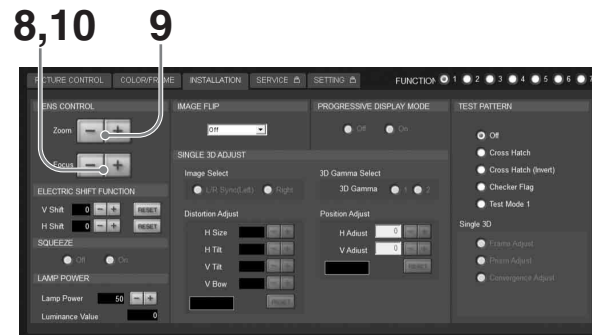 8,10 9
PICTURE CONTROL COLOR/FRAME INSTALLATION SERVICE SETTING FUNCTION 1 2 3 4 5 6 7
LENS CONTROL IMAGE FLIP PROGRESSIVE DISPLAY MODE TEST PATTERN
Zoom - + Off Off On Off
Cross Hatch
Focus - + SINGLE 3D ADJUST Cross Hatch (Invert)
Image Select 3D Gamma Select Checker Flag
ELECTRIC SHIFT FUNCTION L/R Sync(Left) Right 3D Gamma 1 2 Test Mode 1
V Shift 0 - + RESET Distortion Adjust Position Adjust Single 3D
H Shift 0 - + RESET H Size - + H Adjust 0 - + Frame Adjust
SQUEEZE H Tilt - + V Adjust 0 - + Prism Adjust
Off On V Tilt - + RESET Convergence Adjust
LAMP POWER V Bow - +
Lamp Power 50 - + RESET
Luminance Value 0